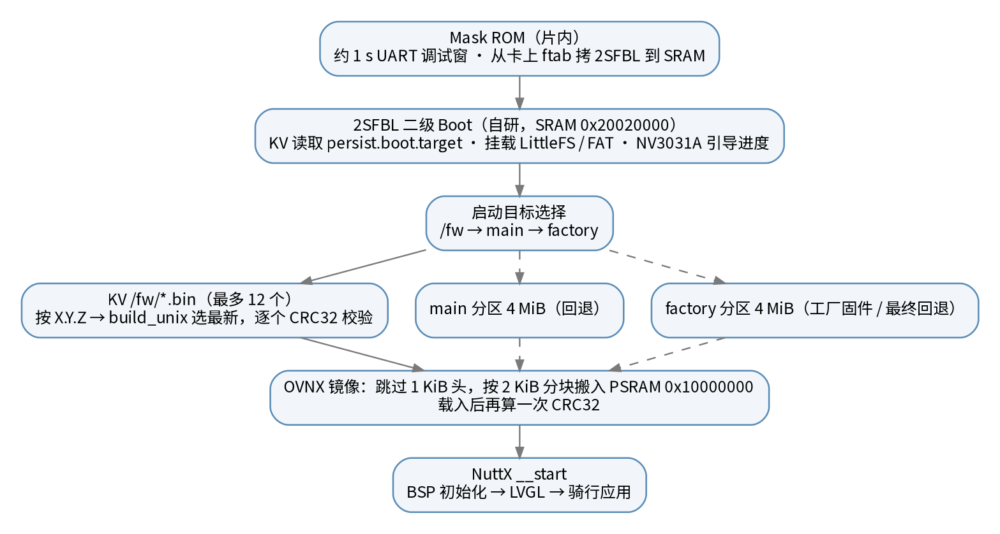 Mask ROM（片内）
约 1 s UART 调试窗 · 从卡上 ftab 拷 2SFBL 到 SRAM
2SFBL 二级 Boot（自研，SRAM 0x20020000）
KV 读取 persist.boot.target · 挂载 LittleFS / FAT · NV3031A 引导进度
启动目标选择
/fw → main → factory
KV /fw/*.bin（最多 12 个）
按 X.Y.Z → build_unix 选最新，逐个 CRC32 校验
main 分区 4 MiB（回退）
factory 分区 4 MiB（工厂固件 / 最终回退）
OVNX 镜像：跳过 1 KiB 头，按 2 KiB 分块搬入 PSRAM 0x10000000
载入后再算一次 CRC32
NuttX __start
BSP 初始化 → LVGL → 骑行应用